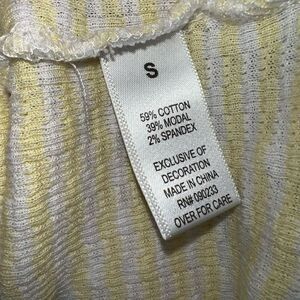 S
59% COTTON
39% MODAL
2% SPANDEX
EXCLUSIVE OF
DECORATION
MADE IN CHINA
RN# 090233
OVER FOR CARE